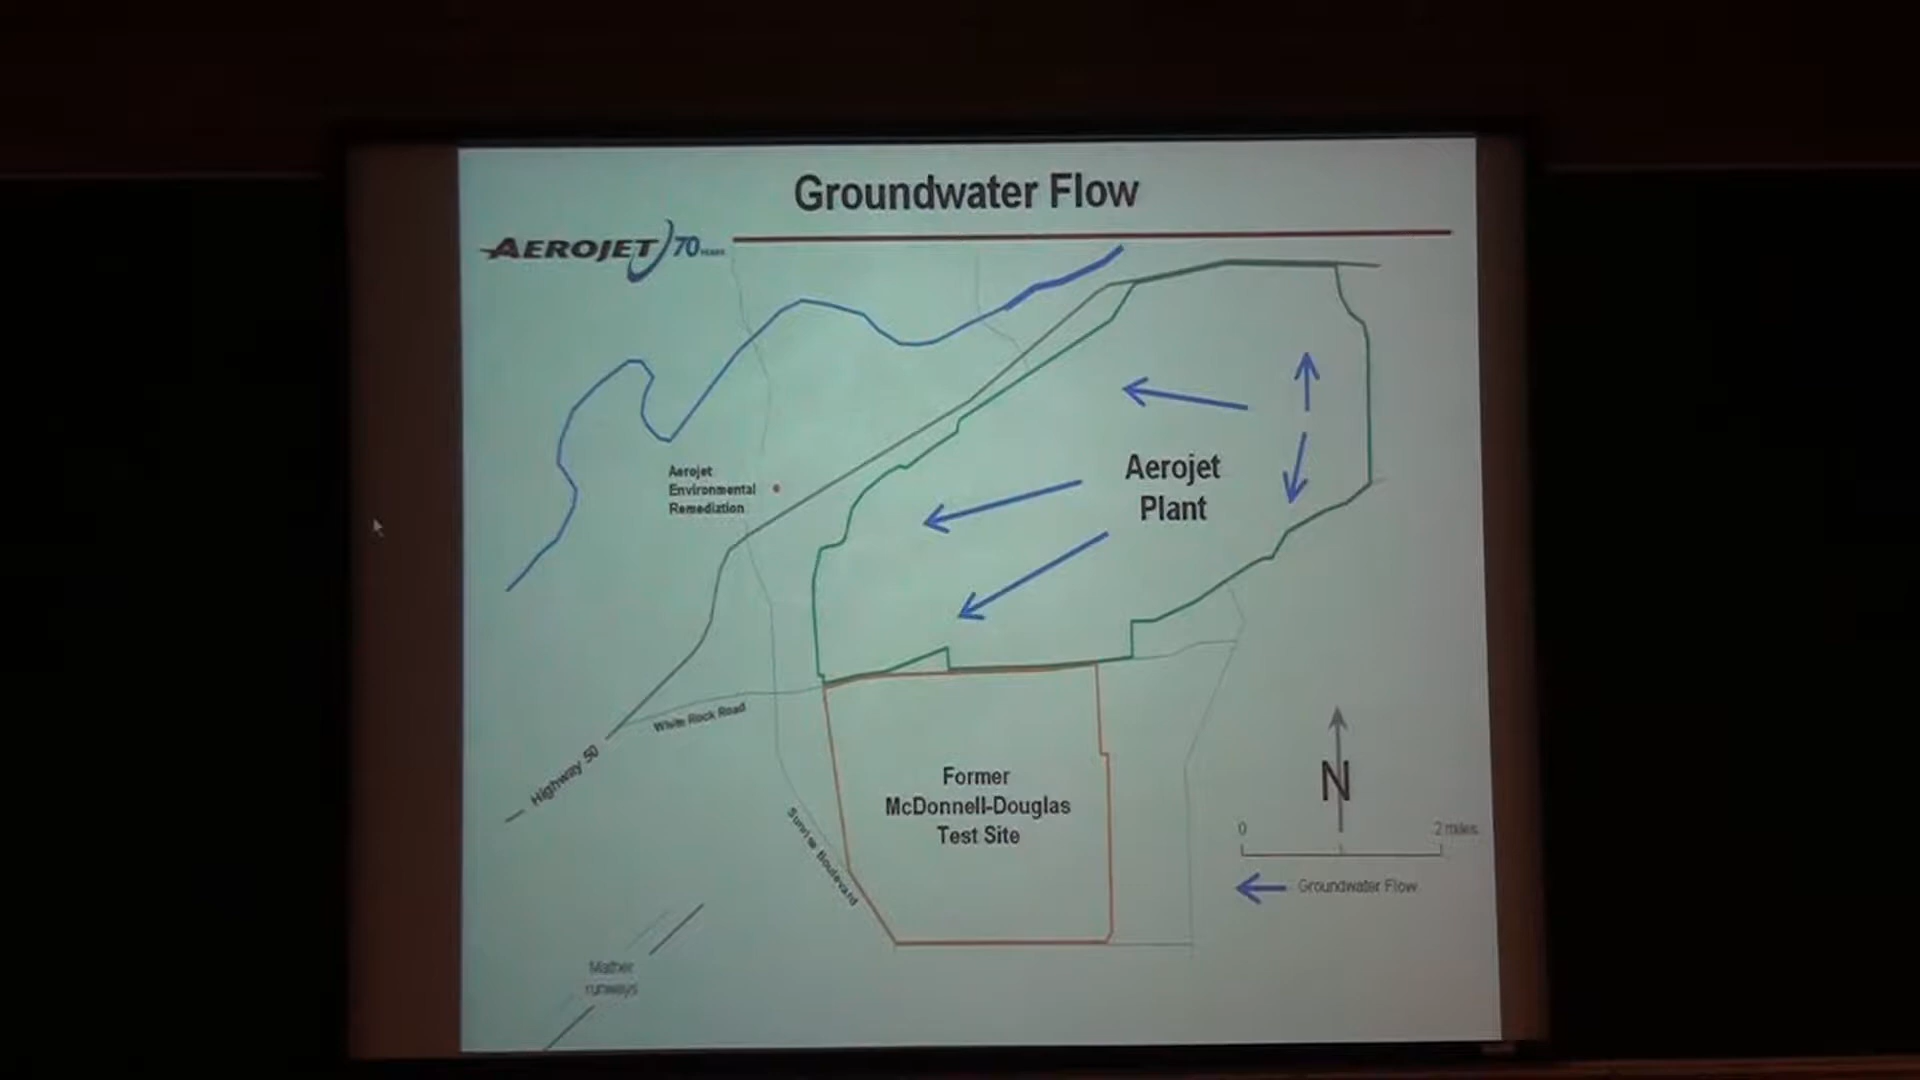 Groundwater Flow
AEROJET 70 YEARS
Aerojet
Environmental
Remediation
Aerojet
Plant
White Rock Road
Highway 50
Former
McDonnell-Douglas
Test Site
Sunrise Boulevard
N
0 2 miles
Groundwater Flow
Mather
runways